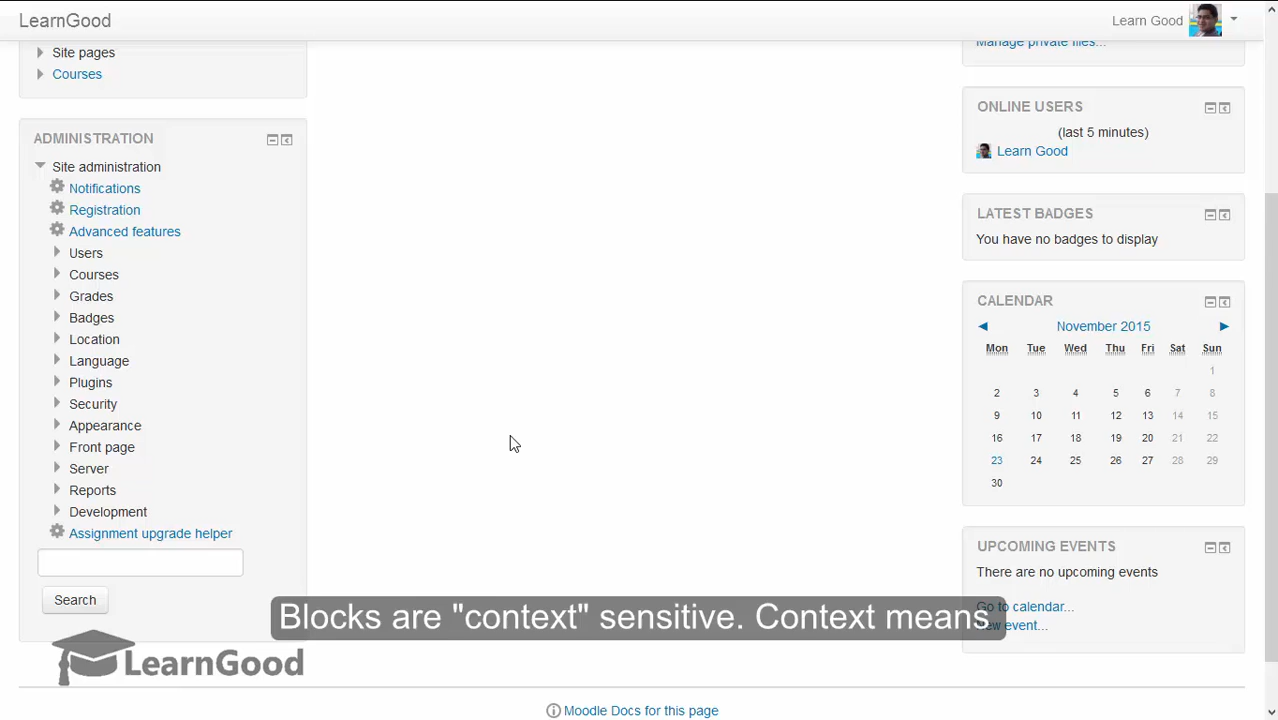 LearnGood
Learn Good
Site pages
Courses
ADMINISTRATION
Site administration
Notifications
Registration
Advanced features
Users
Courses
Grades
Badges
Location
Language
Plugins
Security
Appearance
Front page
Server
Reports
Development
Assignment upgrade helper
Search
Manage private files...
ONLINE USERS
(last 5 minutes)
Learn Good
LATEST BADGES
You have no badges to display
CALENDAR
November 2015
Mon Tue Wed Thu Fri Sat Sun
1
2 3 4 5 6 7 8
9 10 11 12 13 14 15
16 17 18 19 20 21 22
23 24 25 26 27 28 29
30
UPCOMING EVENTS
There are no upcoming events
Go to calendar...
New event...
Blocks are "context" sensitive. Context means
LearnGood
Moodle Docs for this page